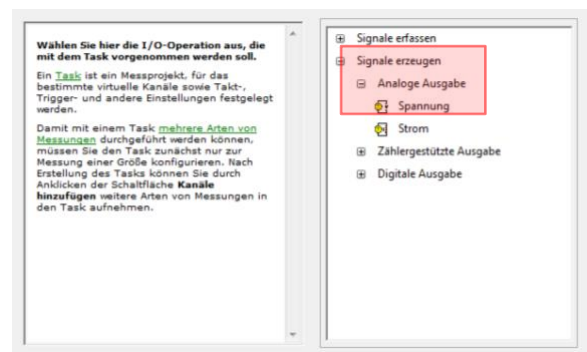 Wählen Sie hier die I/O-Operation aus, die
mit dem Task vorgenommen werden soll.
Ein Task ist ein Messprojekt, für das
bestimmte virtuelle Kanäle sowie Takt-,
Trigger- und andere Einstellungen festgelegt
werden.
Damit mit einem Task mehrere Arten von
Messungen durchgeführt werden können,
müssen Sie den Task zunächst nur zur
Messung einer Größe konfigurieren. Nach
Erstellung des Tasks können Sie durch
Anklicken der Schaltfläche Kanäle
hinzufügen weitere Arten von Messungen in
den Task aufnehmen.
Signale erfassen
Signale erzeugen
Analoge Ausgabe
Spannung
Strom
Zählergestützte Ausgabe
Digitale Ausgabe